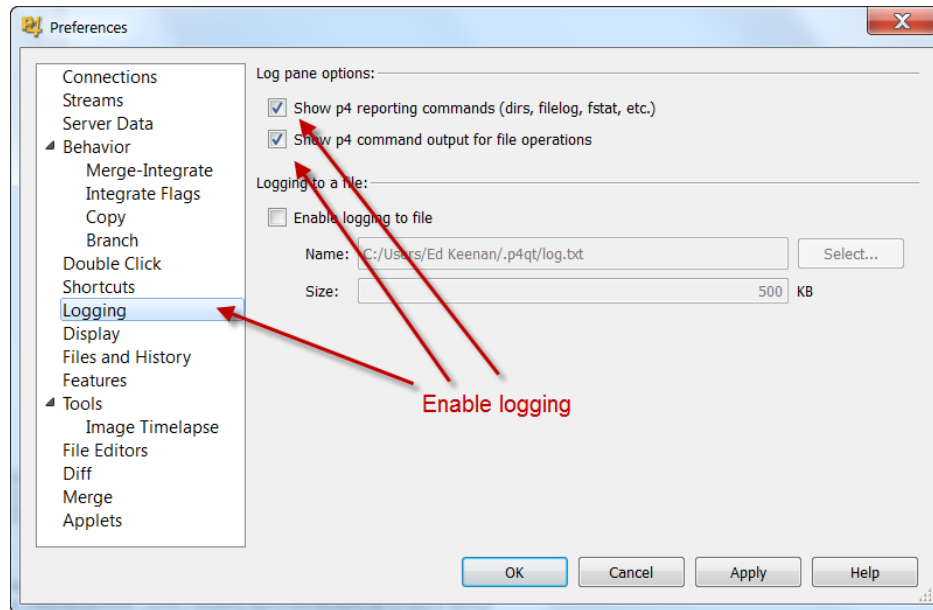 Preferences
Connections
Streams
Server Data
Behavior
Merge-Integrate
Integrate Flags
Copy
Branch
Double Click
Shortcuts
Logging
Display
Files and History
Features
Tools
Image Timelapse
File Editors
Diff
Merge
Applets
Log pane options:
Show p4 reporting commands (dirs, filelog, fstat, etc.)
Show p4 command output for file operations
Logging to a file:
Enable logging to file
Name: C:/Users/Ed Keenan/.p4qt/log.txt Select...
Size: 500 KB
Enable logging
OK Cancel Apply Help